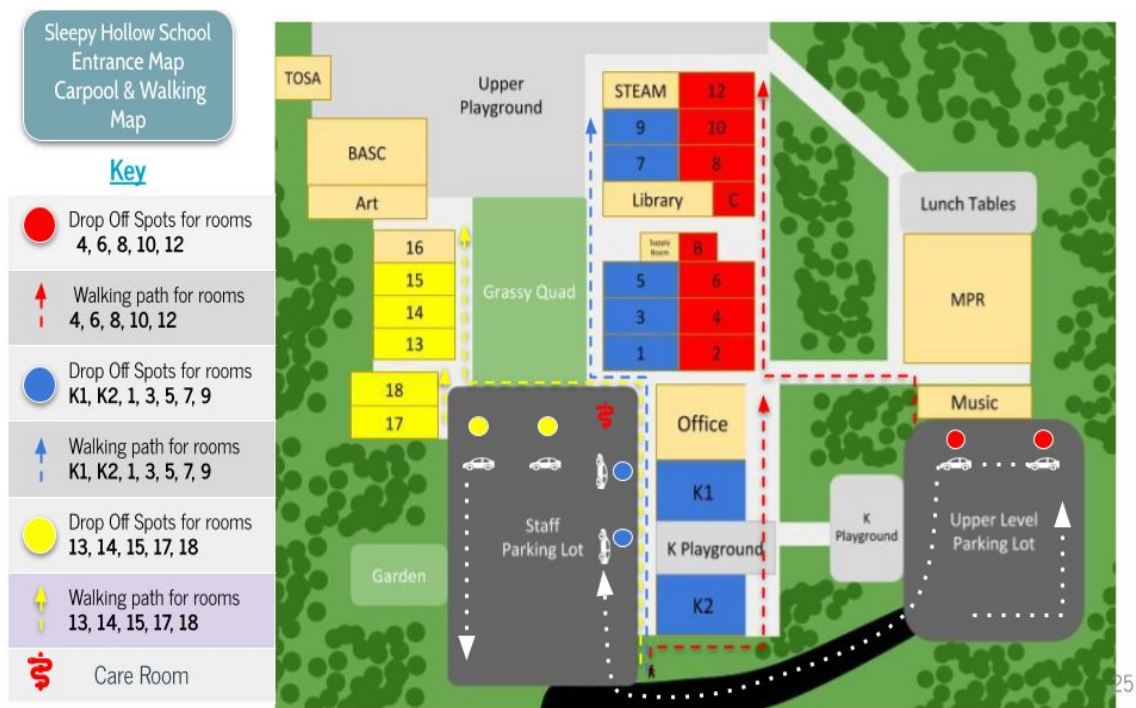 Sleepy Hollow School
Entrance Map
Carpool & Walking
Map
Key
Drop Off Spots for rooms
4, 6, 8, 10, 12
Walking path for rooms
4, 6, 8, 10, 12
Drop Off Spots for rooms
K1, K2, 1, 3, 5, 7, 9
Walking path for rooms
K1, K2, 1, 3, 5, 7, 9
Drop Off Spots for rooms
13, 14, 15, 17, 18
Walking path for rooms
13, 14, 15, 17, 18
Care Room
TOSA
Upper
Playground
BASC
Art
16
15
14
13
18
17
Grassy Quad
STEAM
12
9
10
7
8
Library
C
Supply
Room
B
5
6
3
4
1
2
Office
K1
K Playground
K2
Lunch Tables
MPR
Music
K
Playground
Upper Level
Parking Lot
Staff
Parking Lot
Garden
25